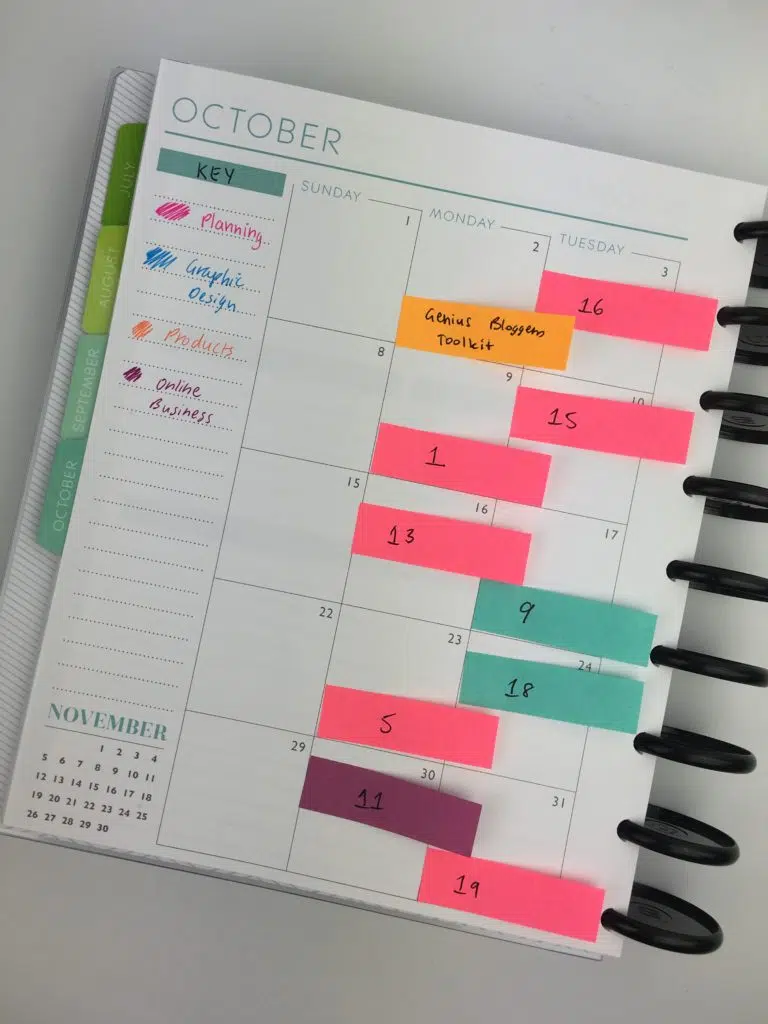 OCTOBER
KEY
Planning
Graphic
Design
Products
Online
Business
SUNDAY
MONDAY
TUESDAY
1
2
3
16
Genius Bloggers
Toolkit
8
9
10
15
1
15
16
17
13
9
22
23
24
18
5
29
30
31
11
19
NOVEMBER
1 2 3 4
5 6 7 8 9 10 11
12 13 14 15 16 17 18
19 20 21 22 23 24 25
26 27 28 29 30
JULY
AUGUST
SEPTEMBER
OCTOBER